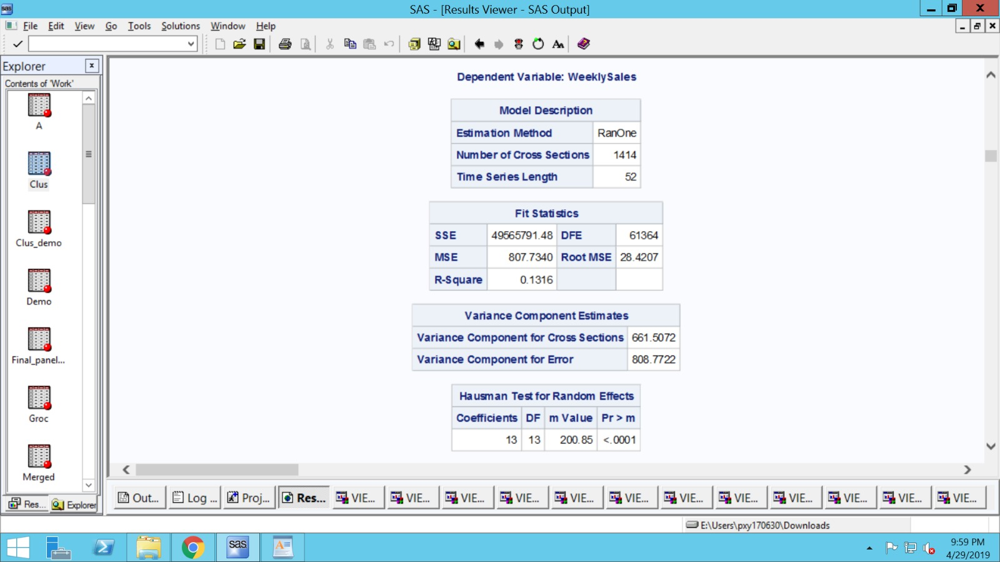 SAS - [Results Viewer - SAS Output]
File Edit View Go Tools Solutions Window Help
Explorer
Contents of 'Work'
A
Clus
Clus_demo
Demo
Final_panel...
Groc
Merged
Res... Explorer
Dependent Variable: WeeklySales
Model Description
Estimation Method RanOne
Number of Cross Sections 1414
Time Series Length 52
Fit Statistics
SSE 49565791.48 DFE 61364
MSE 807.7340 Root MSE 28.4207
R-Square 0.1316
Variance Component Estimates
Variance Component for Cross Sections 661.5072
Variance Component for Error 808.7722
Hausman Test for Random Effects
Coefficients DF m Value Pr > m
13 13 200.85 <.0001
Out... Log ... Proj... Res... VIE... VIE... VIE... VIE... VIE... VIE... VIE... VIE... VIE... VIE... VIE... VIE...
E:\Users\pxy170630\Downloads
sas
9:59 PM
4/29/2019